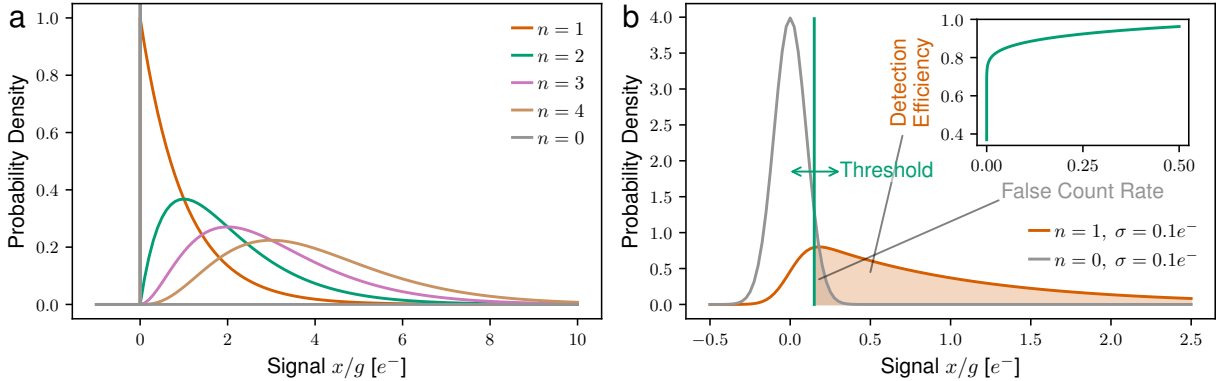 a
Probability Density
1.0
0.8
0.6
0.4
0.2
0.0
0
2
4
6
8
10
Signal x/g [e⁻]
n = 1
n = 2
n = 3
n = 4
n = 0
b
Probability Density
4.0
3.5
3.0
2.5
2.0
1.5
1.0
0.5
0.0
−0.5
0.0
0.5
1.0
1.5
2.0
2.5
Signal x/g [e⁻]
Detection
Efficiency
Threshold
False Count Rate
n = 1, σ = 0.1e⁻
n = 0, σ = 0.1e⁻
1.0
0.8
0.6
0.4
0.00
0.25
0.50